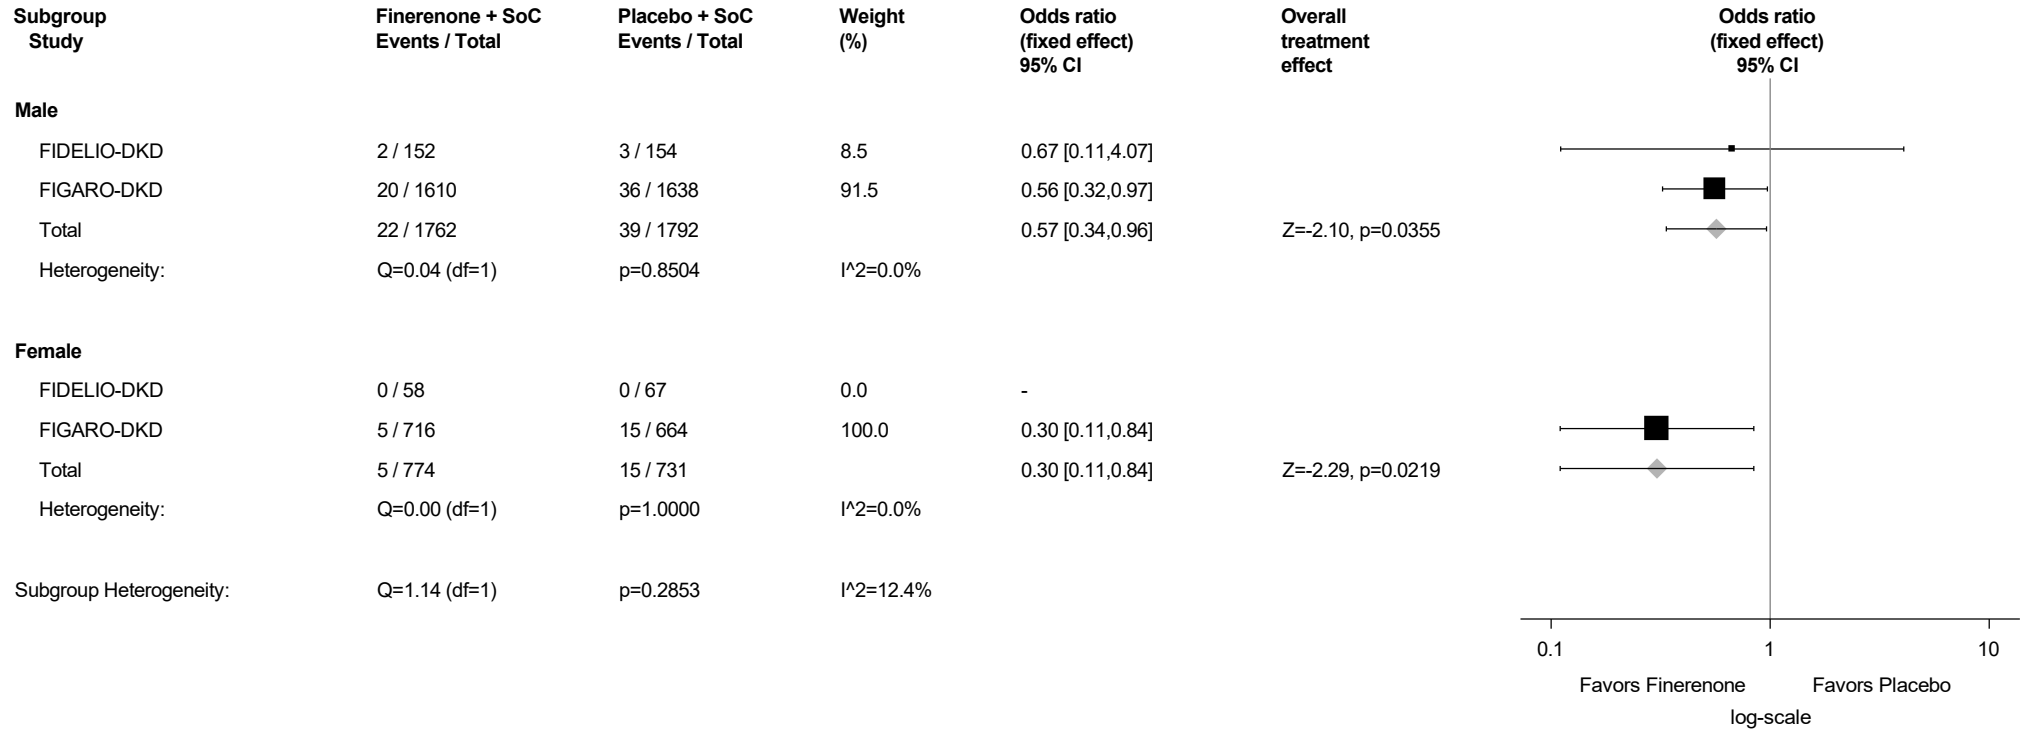 Subgroup Finerenone + SoC Placebo + SoC Weight Odds ratio Overall Odds ratio
Study Events / Total Events / Total (%) (fixed effect) treatment (fixed effect)
95% CI effect 95% CI
Male
FIDELIO-DKD 2 / 152 3 / 154 8.5 0.67 [0.11,4.07]
FIGARO-DKD 20 / 1610 36 / 1638 91.5 0.56 [0.32,0.97]
Total 22 / 1762 39 / 1792 0.57 [0.34,0.96] Z=-2.10, p=0.0355
Heterogeneity: Q=0.04 (df=1) p=0.8504 I^2=0.0%
Female
FIDELIO-DKD 0 / 58 0 / 67 0.0 -
FIGARO-DKD 5 / 716 15 / 664 100.0 0.30 [0.11,0.84]
Total 5 / 774 15 / 731 0.30 [0.11,0.84] Z=-2.29, p=0.0219
Heterogeneity: Q=0.00 (df=1) p=1.0000 I^2=0.0%
Subgroup Heterogeneity: Q=1.14 (df=1) p=0.2853 I^2=12.4%
0.1 1 10
Favors Finerenone Favors Placebo
log-scale